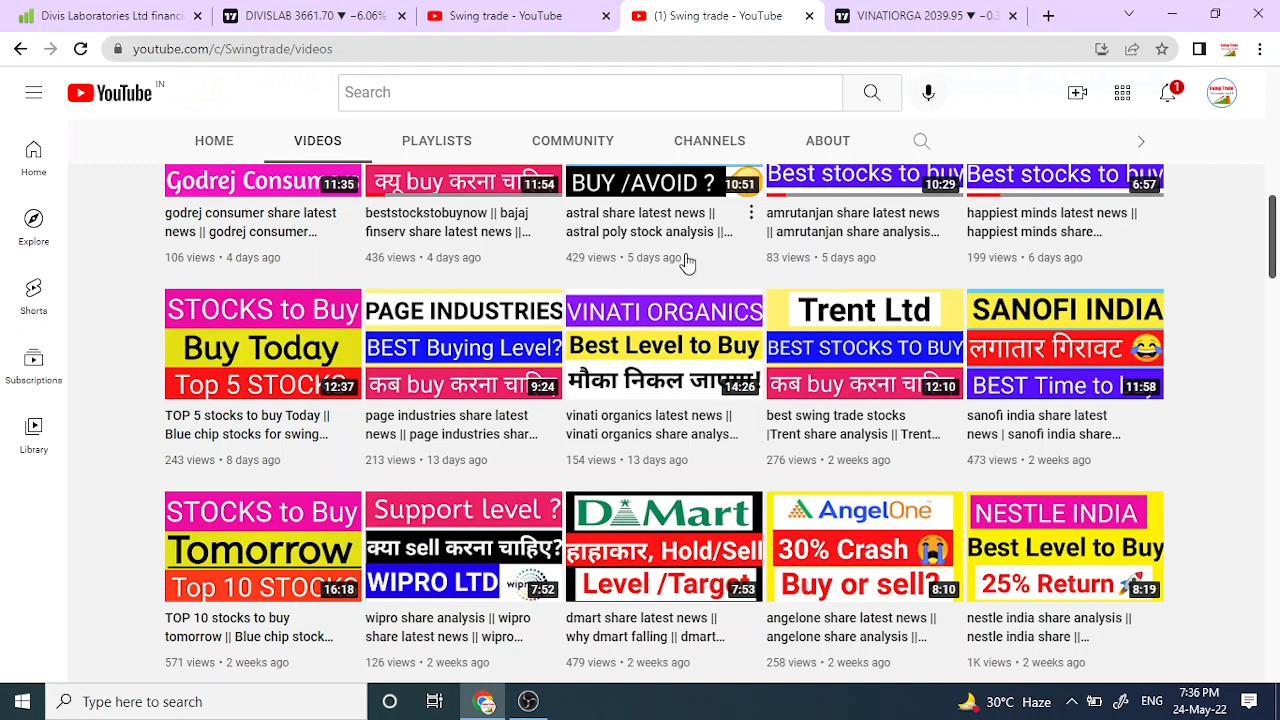 Divis Laboratories Ltd financi
DIVISLAB 3661.70 ▼ −6.06%
Swing trade - YouTube
(1) Swing trade - YouTube
VINATIORGA 2039.95 ▼ −0.3
youtube.com/c/Swingtrade/videos
YouTube IN
Search
1
HOME VIDEOS PLAYLISTS COMMUNITY CHANNELS ABOUT
Home
Explore
Shorts
Subscriptions
Library
Godrej Consum
11:35
क्यू buy करना चाहि
11:54
BUY /AVOID ?
10:51
Best stocks to buy
10:29
Best stocks to buy
6:57
godrej consumer share latest
news || godrej consumer...
106 views • 4 days ago
beststockstobuynow || bajaj
finserv share latest news ||...
436 views • 4 days ago
astral share latest news ||
astral poly stock analysis ||...
429 views • 5 days ago
amrutanjan share latest news
|| amrutanjan share analysis...
83 views • 5 days ago
happiest minds latest news ||
happiest minds share...
199 views • 6 days ago
STOCKS to Buy
Buy Today
Top 5 STOCK
12:37
PAGE INDUSTRIES
BEST Buying Level?
कब buy करना चाहि
9:24
VINATI ORGANICS
Best Level to Buy
मौका निकल जाएगा!
14:26
Trent Ltd
BEST STOCKS TO BUY
कब buy करना चाहि
12:10
SANOFI INDIA
लगातार गिरावट 😂
BEST Time to b
11:58
TOP 5 stocks to buy Today ||
Blue chip stocks for swing...
243 views • 8 days ago
page industries share latest
news || page industries shar...
213 views • 13 days ago
vinati organics latest news ||
vinati organics share analys...
154 views • 13 days ago
best swing trade stocks
|Trent share analysis || Trent...
276 views • 2 weeks ago
sanofi india share latest
news | sanofi india share...
473 views • 2 weeks ago
STOCKS to Buy
Tomorrow
Top 10 STOCK
16:18
Support level ?
क्या sell करना चाहिए?
WIPRO LTD wipro
7:52
DMart
हाहाकार, Hold/Sell
Level /Target
7:53
AngelOne
30% Crash 😭
Buy or sell?
8:10
NESTLE INDIA
Best Level to Buy
25% Return 🚀
8:19
TOP 10 stocks to buy
tomorrow || Blue chip stock...
571 views • 2 weeks ago
wipro share analysis || wipro
share latest news || wipro...
126 views • 2 weeks ago
dmart share latest news ||
why dmart falling || dmart...
479 views • 2 weeks ago
angelone share latest news ||
angelone share analysis ||...
258 views • 2 weeks ago
nestle india share analysis ||
nestle india share ||...
1K views • 2 weeks ago
Type here to search
30°C Haze
ENG
7:36 PM
24-May-22